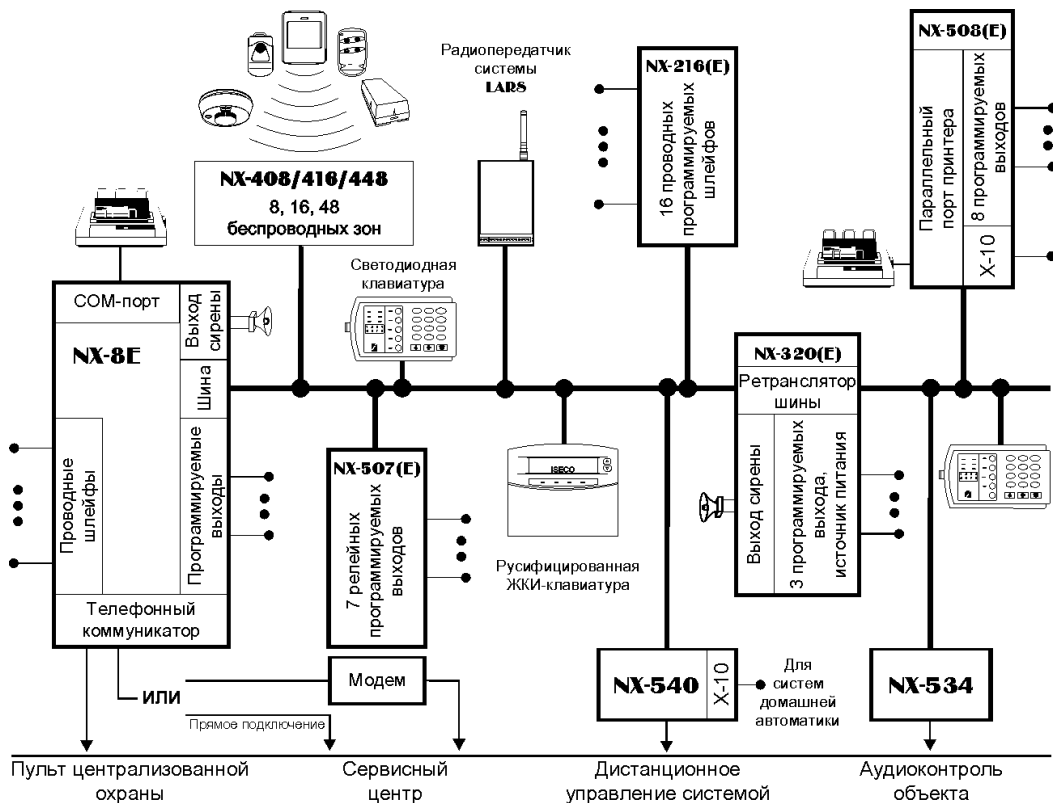 Радиопередатчик
системы
LARS
NX-408/416/448
8, 16, 48
беспроводных зон
NX-216(E)
16 проводных
программируемых
шлейфов
NX-508(E)
Параллельный
порт принтера
8 программируемых
выходов
X-10
Светодиодная
клавиатура
COM-порт
NX-8E
Выход
сирены
Шина
Проводные
шлейфы
Программируемые
выходы
Телефонный
коммуникатор
NX-507(E)
7 релейных
программируемых
выходов
ISECO
Русифицированная
ЖКИ-клавиатура
NX-320(E)
Ретранслятор
шины
Выход сирены
3 программируемых
выхода,
источник питания
ИЛИ
Модем
Прямое подключение
NX-540
X-10
Для
систем
домашней
автоматики
NX-534
Пульт централизованной
охраны
Сервисный
центр
Дистанционное
управление системой
Аудиоконтроль
объекта